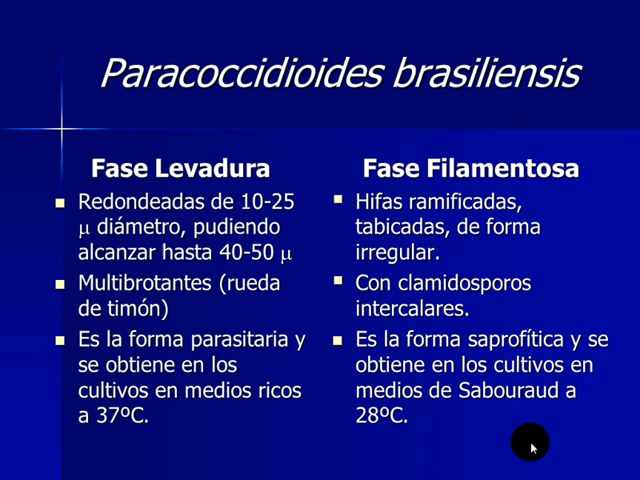 Paracoccidioides brasiliensis
Fase Levadura
Redondeadas de 10-25
μ diámetro, pudiendo
alcanzar hasta 40-50 μ
Multibrotantes (rueda
de timón)
Es la forma parasitaria y
se obtiene en los
cultivos en medios ricos
a 37ºC.
Fase Filamentosa
Hifas ramificadas,
tabicadas, de forma
irregular.
Con clamidosporos
intercalares.
Es la forma saprofítica y se
obtiene en los cultivos en
medios de Sabouraud a
28ºC.